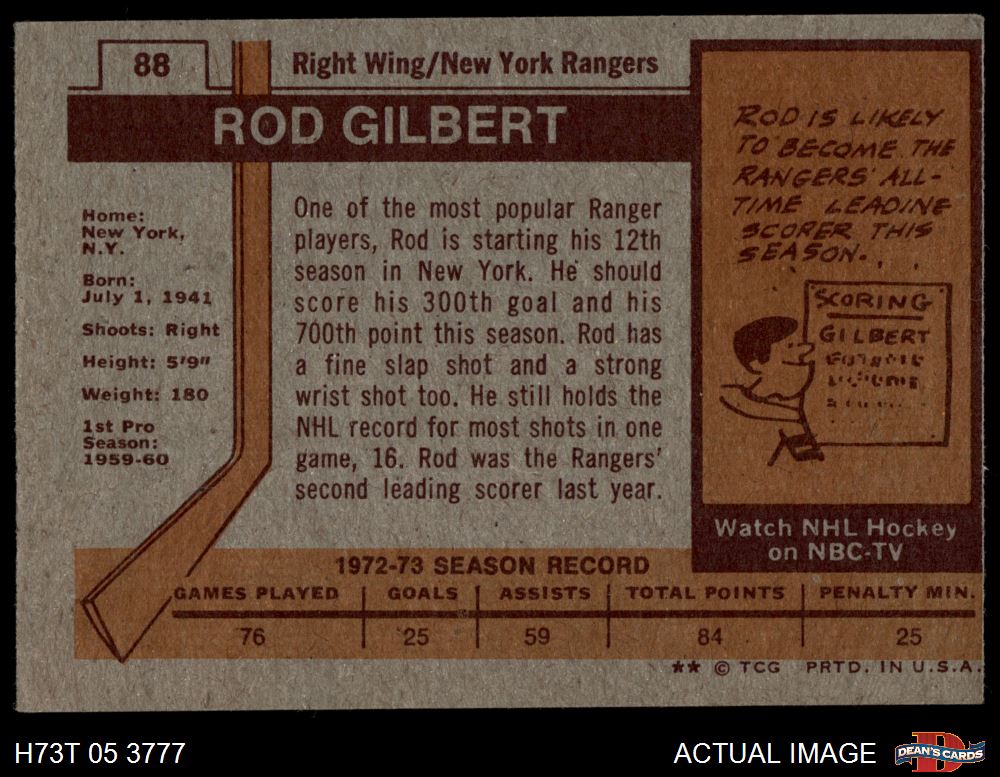 88
Right Wing/New York Rangers
ROD GILBERT
Home:
New York,
N.Y.
Born:
July 1, 1941
Shoots: Right
Height: 5'9"
Weight: 180
1st Pro
Season:
1959-60
One of the most popular Ranger
players, Rod is starting his 12th
season in New York. He should
score his 300th goal and his
700th point this season. Rod has
a fine slap shot and a strong
wrist shot too. He still holds the
NHL record for most shots in one
game, 16. Rod was the Rangers'
second leading scorer last year.
ROD IS LIKELY
TO BECOME THE
RANGERS' ALL-
TIME LEADING
SCORER THIS
SEASON.
SCORING
GILBERT
Watch NHL Hockey
on NBC-TV
1972-73 SEASON RECORD
GAMES PLAYED GOALS ASSISTS TOTAL POINTS PENALTY MIN.
76 25 59 84 25
** © TCG PRTD. IN U.S.A.
H73T 05 3777
ACTUAL IMAGE
DEAN'S CARDS